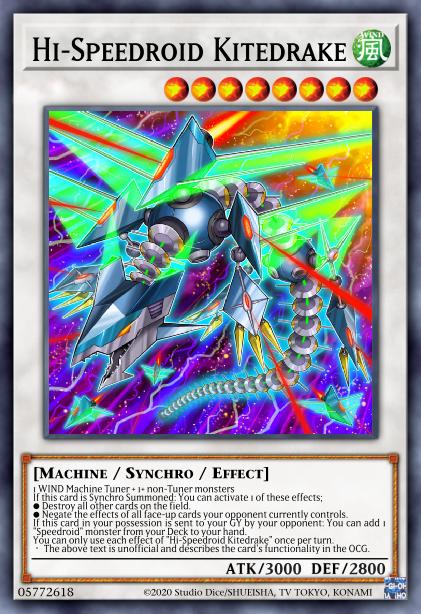 Hi-Speedroid Kitedrake
WIND
風
[Machine / Synchro / Effect]
1 WIND Machine Tuner + 1+ non-Tuner monsters
If this card is Synchro Summoned: You can activate 1 of these effects;
● Destroy all other cards on the field.
● Negate the effects of all face-up cards your opponent currently controls.
If this card in your possession is sent to your GY by your opponent: You can add 1
"Speedroid" monster from your Deck to your hand.
You can only use each effect of "Hi-Speedroid Kitedrake" once per turn.
· The above text is unofficial and describes the card's functionality in the OCG.
ATK/3000 DEF/2800
05772618
©2020 Studio Dice/SHUEISHA, TV TOKYO, KONAMI